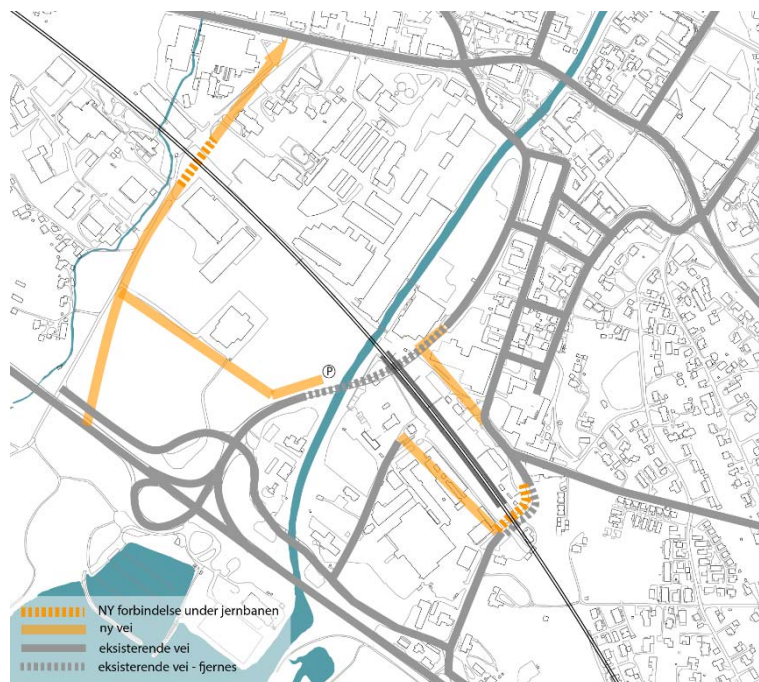 P
NY forbindelse under jernbanen
ny vei
eksisterende vei
eksisterende vei - fjernes